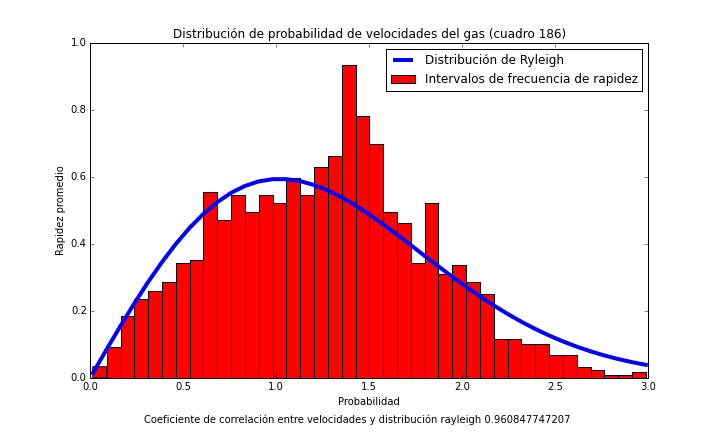 Distribución de probabilidad de velocidades del gas (cuadro 186)
Distribución de Ryleigh
Intervalos de frecuencia de rapidez
Rapidez promedio
1.0
0.8
0.6
0.4
0.2
0.0
0.0 0.5 1.0 1.5 2.0 2.5 3.0
Probabilidad
Coeficiente de correlación entre velocidades y distribución rayleigh 0.960847747207